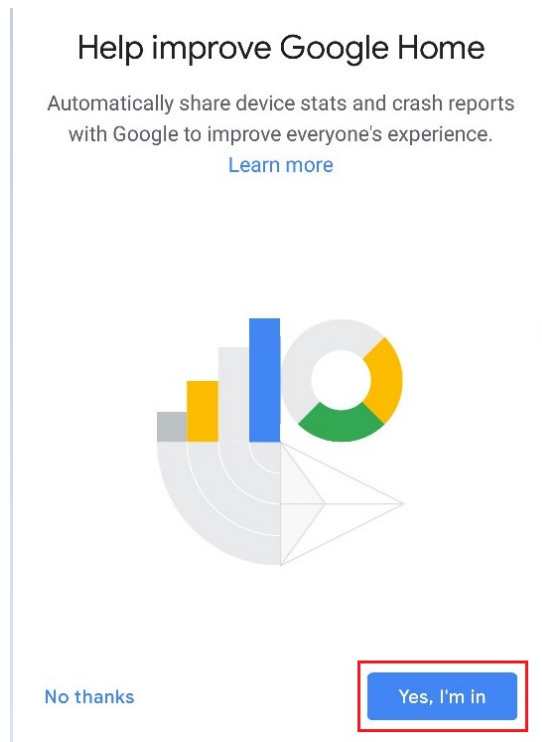 Help improve Google Home
Automatically share device stats and crash reports
with Google to improve everyone's experience.
Learn more
No thanks
Yes, I'm in